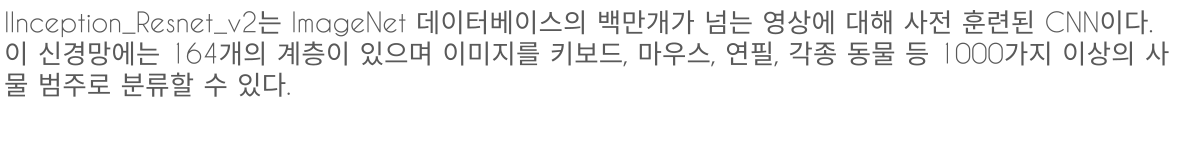 IInception_Resnet_v2는 ImageNet 데이터베이스의 백만개가 넘는 영상에 대해 사전 훈련된 CNN이다.
이 신경망에는 164개의 계층이 있으며 이미지를 키보드, 마우스, 연필, 각종 동물 등 1000가지 이상의 사
물 범주로 분류할 수 있다.